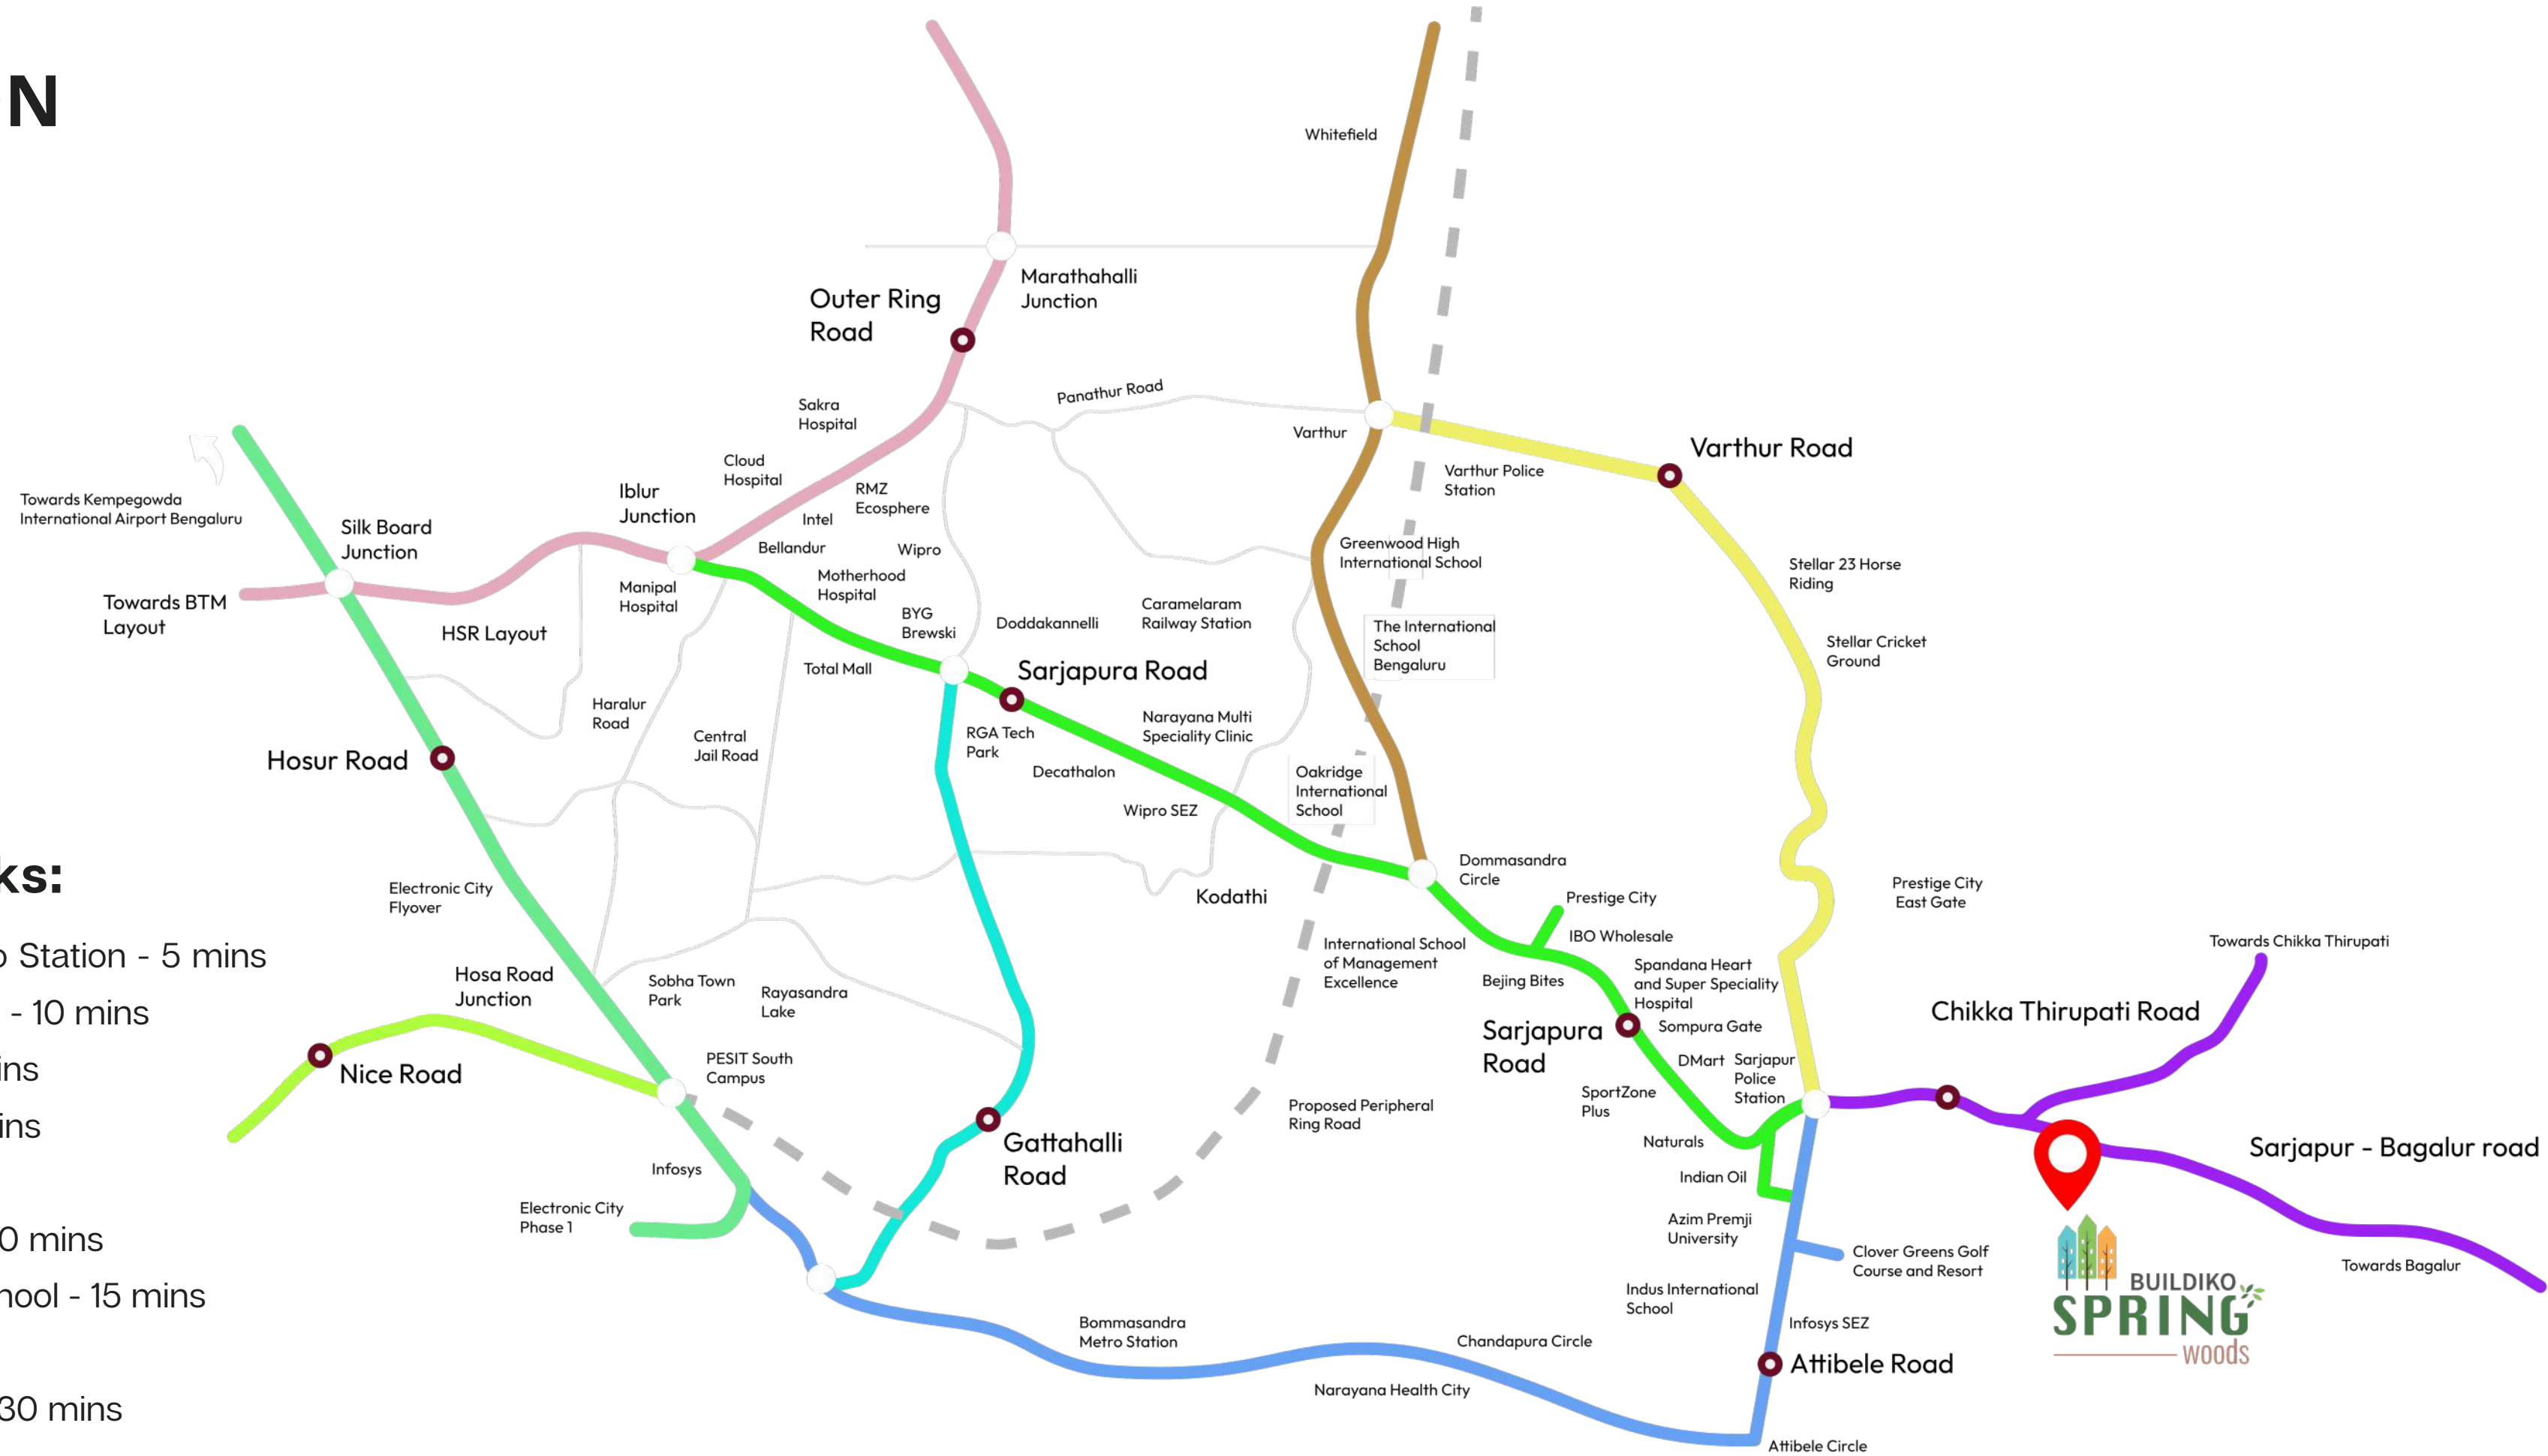 N
ks:
Station - 5 mins
- 10 mins
ins
ins
0 mins
hool - 15 mins
30 mins
Whitefield
Marathahalli
Junction
Outer Ring
Road
Panathur Road
Sakra
Hospital
Varthur
Varthur Road
Cloud
Hospital
Varthur Police
Station
Iblur
Junction
RMZ
Ecosphere
Intel
Towards Kempegowda
International Airport Bengaluru
Silk Board
Junction
Bellandur
Wipro
Greenwood High
International School
Stellar 23 Horse
Riding
Manipal
Hospital
Motherhood
Hospital
Towards BTM
Layout
HSR Layout
BYG
Brewski
Doddakannelli
Caramelaram
Railway Station
The International
School
Bengaluru
Stellar Cricket
Ground
Total Mall
Sarjapura Road
Haralur
Road
Central
Jail Road
RGA Tech
Park
Narayana Multi
Speciality Clinic
Hosur Road
Decathalon
Oakridge
International
School
Wipro SEZ
Dommasandra
Circle
Electronic City
Flyover
Kodathi
Prestige City
Prestige City
East Gate
IBO Wholesale
International School
of Management
Excellence
Bejing Bites
Spandana Heart
and Super Speciality
Hospital
Towards Chikka Thirupati
Hosa Road
Junction
Sobha Town
Park
Rayasandra
Lake
Chikka Thirupati Road
Sarjapura
Road
Sompura Gate
DMart
Sarjapur
Police
Station
Nice Road
PESIT South
Campus
SportZone
Plus
Proposed Peripheral
Ring Road
Gattahalli
Road
Naturals
Sarjapur - Bagalur road
Infosys
Indian Oil
Electronic City
Phase 1
Azim Premji
University
Clover Greens Golf
Course and Resort
Towards Bagalur
Indus International
School
BUILDIKO
SPRING
woods
Bommasandra
Metro Station
Chandapura Circle
Infosys SEZ
Attibele Road
Narayana Health City
Attibele Circle